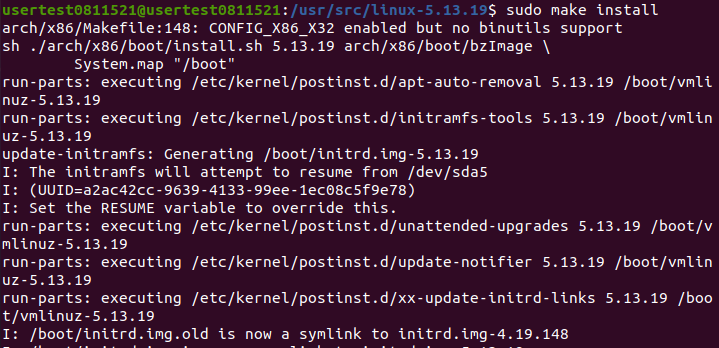 usertest0811521@usertest0811521:/usr/src/linux-5.13.19$ sudo make install
arch/x86/Makefile:148: CONFIG_X86_X32 enabled but no binutils support
sh ./arch/x86/boot/install.sh 5.13.19 arch/x86/boot/bzImage \
        System.map "/boot"
run-parts: executing /etc/kernel/postinst.d/apt-auto-removal 5.13.19 /boot/vmli
nuz-5.13.19
run-parts: executing /etc/kernel/postinst.d/initramfs-tools 5.13.19 /boot/vmlin
uz-5.13.19
update-initramfs: Generating /boot/initrd.img-5.13.19
I: The initramfs will attempt to resume from /dev/sda5
I: (UUID=a2ac42cc-9639-4133-99ee-1ec08c5f9e78)
I: Set the RESUME variable to override this.
run-parts: executing /etc/kernel/postinst.d/unattended-upgrades 5.13.19 /boot/v
mlinuz-5.13.19
run-parts: executing /etc/kernel/postinst.d/update-notifier 5.13.19 /boot/vmlin
uz-5.13.19
run-parts: executing /etc/kernel/postinst.d/xx-update-initrd-links 5.13.19 /boo
t/vmlinuz-5.13.19
I: /boot/initrd.img.old is now a symlink to initrd.img-4.19.148